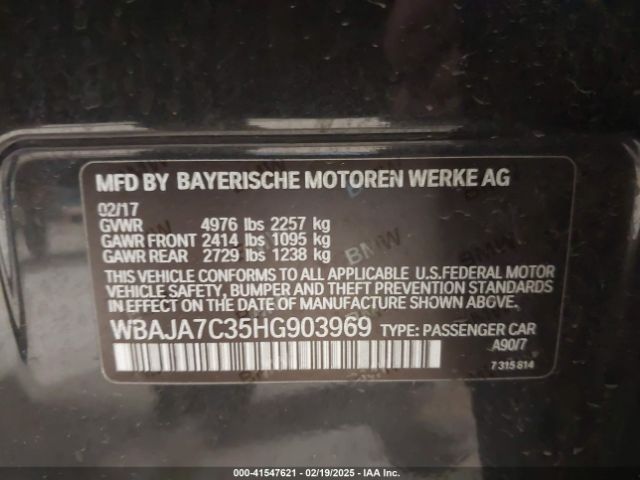 MFD BY BAYERISCHE MOTOREN WERKE AG
02/17
GVWR 4976 lbs 2257 kg
GAWR FRONT 2414 lbs 1095 kg
GAWR REAR 2729 lbs 1238 kg
THIS VEHICLE CONFORMS TO ALL APPLICABLE U.S.FEDERAL MOTOR
VEHICLE SAFETY, BUMPER AND THEFT PREVENTION STANDARDS
IN EFFECT ON THE DATE OF MANUFACTURE SHOWN ABOVE.
WBAJA7C35HG903969 TYPE: PASSENGER CAR
A90/7
7 315 814
000-41547621 - 02/19/2025 - IAA Inc.